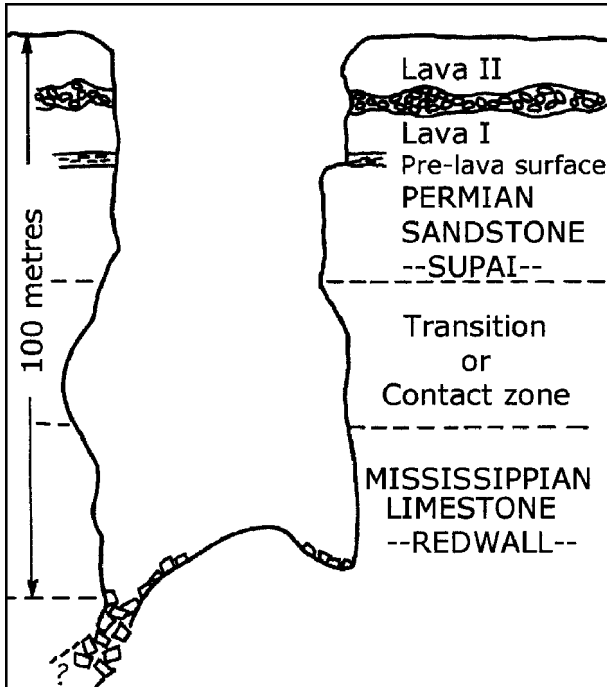 Lava II
Lava I
Pre-lava surface
PERMIAN
SANDSTONE
--SUPAI--
100 metres
Transition
or
Contact zone
MISSISSIPPIAN
LIMESTONE
--REDWALL--
?